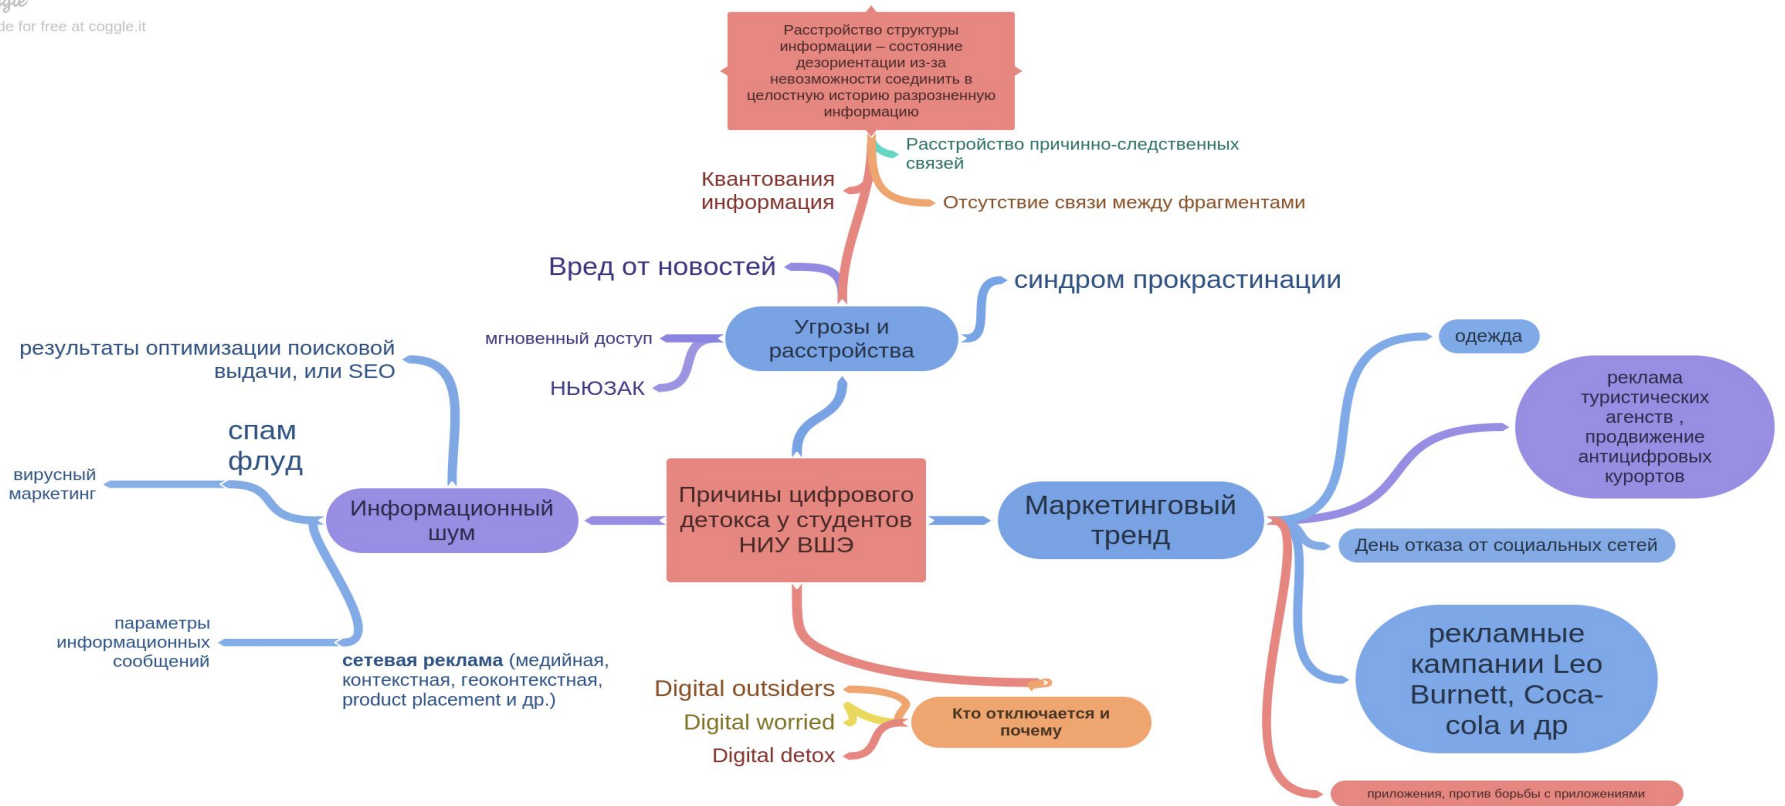 de for free at coggle.it
Расстройство структуры
информации – состояние
дезориентации из-за
невозможности соединить в
целостную историю разрозненную
информацию
Расстройство причинно-следственных
связей
Квантования
информация
Отсутствие связи между фрагментами
Вред от новостей
синдром прокрастинации
Угрозы и
расстройства
мгновенный доступ
НЬЮЗАК
результаты оптимизации поисковой
выдачи, или SEO
спам
флуд
вирусный
маркетинг
Информационный
шум
параметры
информационных
сообщений
сетевая реклама (медийная,
контекстная, геоконтекстная,
product placement и др.)
Причины цифрового
детокса у студентов
НИУ ВШЭ
Маркетинговый
тренд
одежда
реклама
туристических
агенств ,
продвижение
антицифровых
курортов
День отказа от социальных сетей
рекламные
кампании Leo
Burnett, Coca-
cola и др
приложения, против борьбы с приложениями
Digital outsiders
Digital worried
Digital detox
Кто отключается и
почему